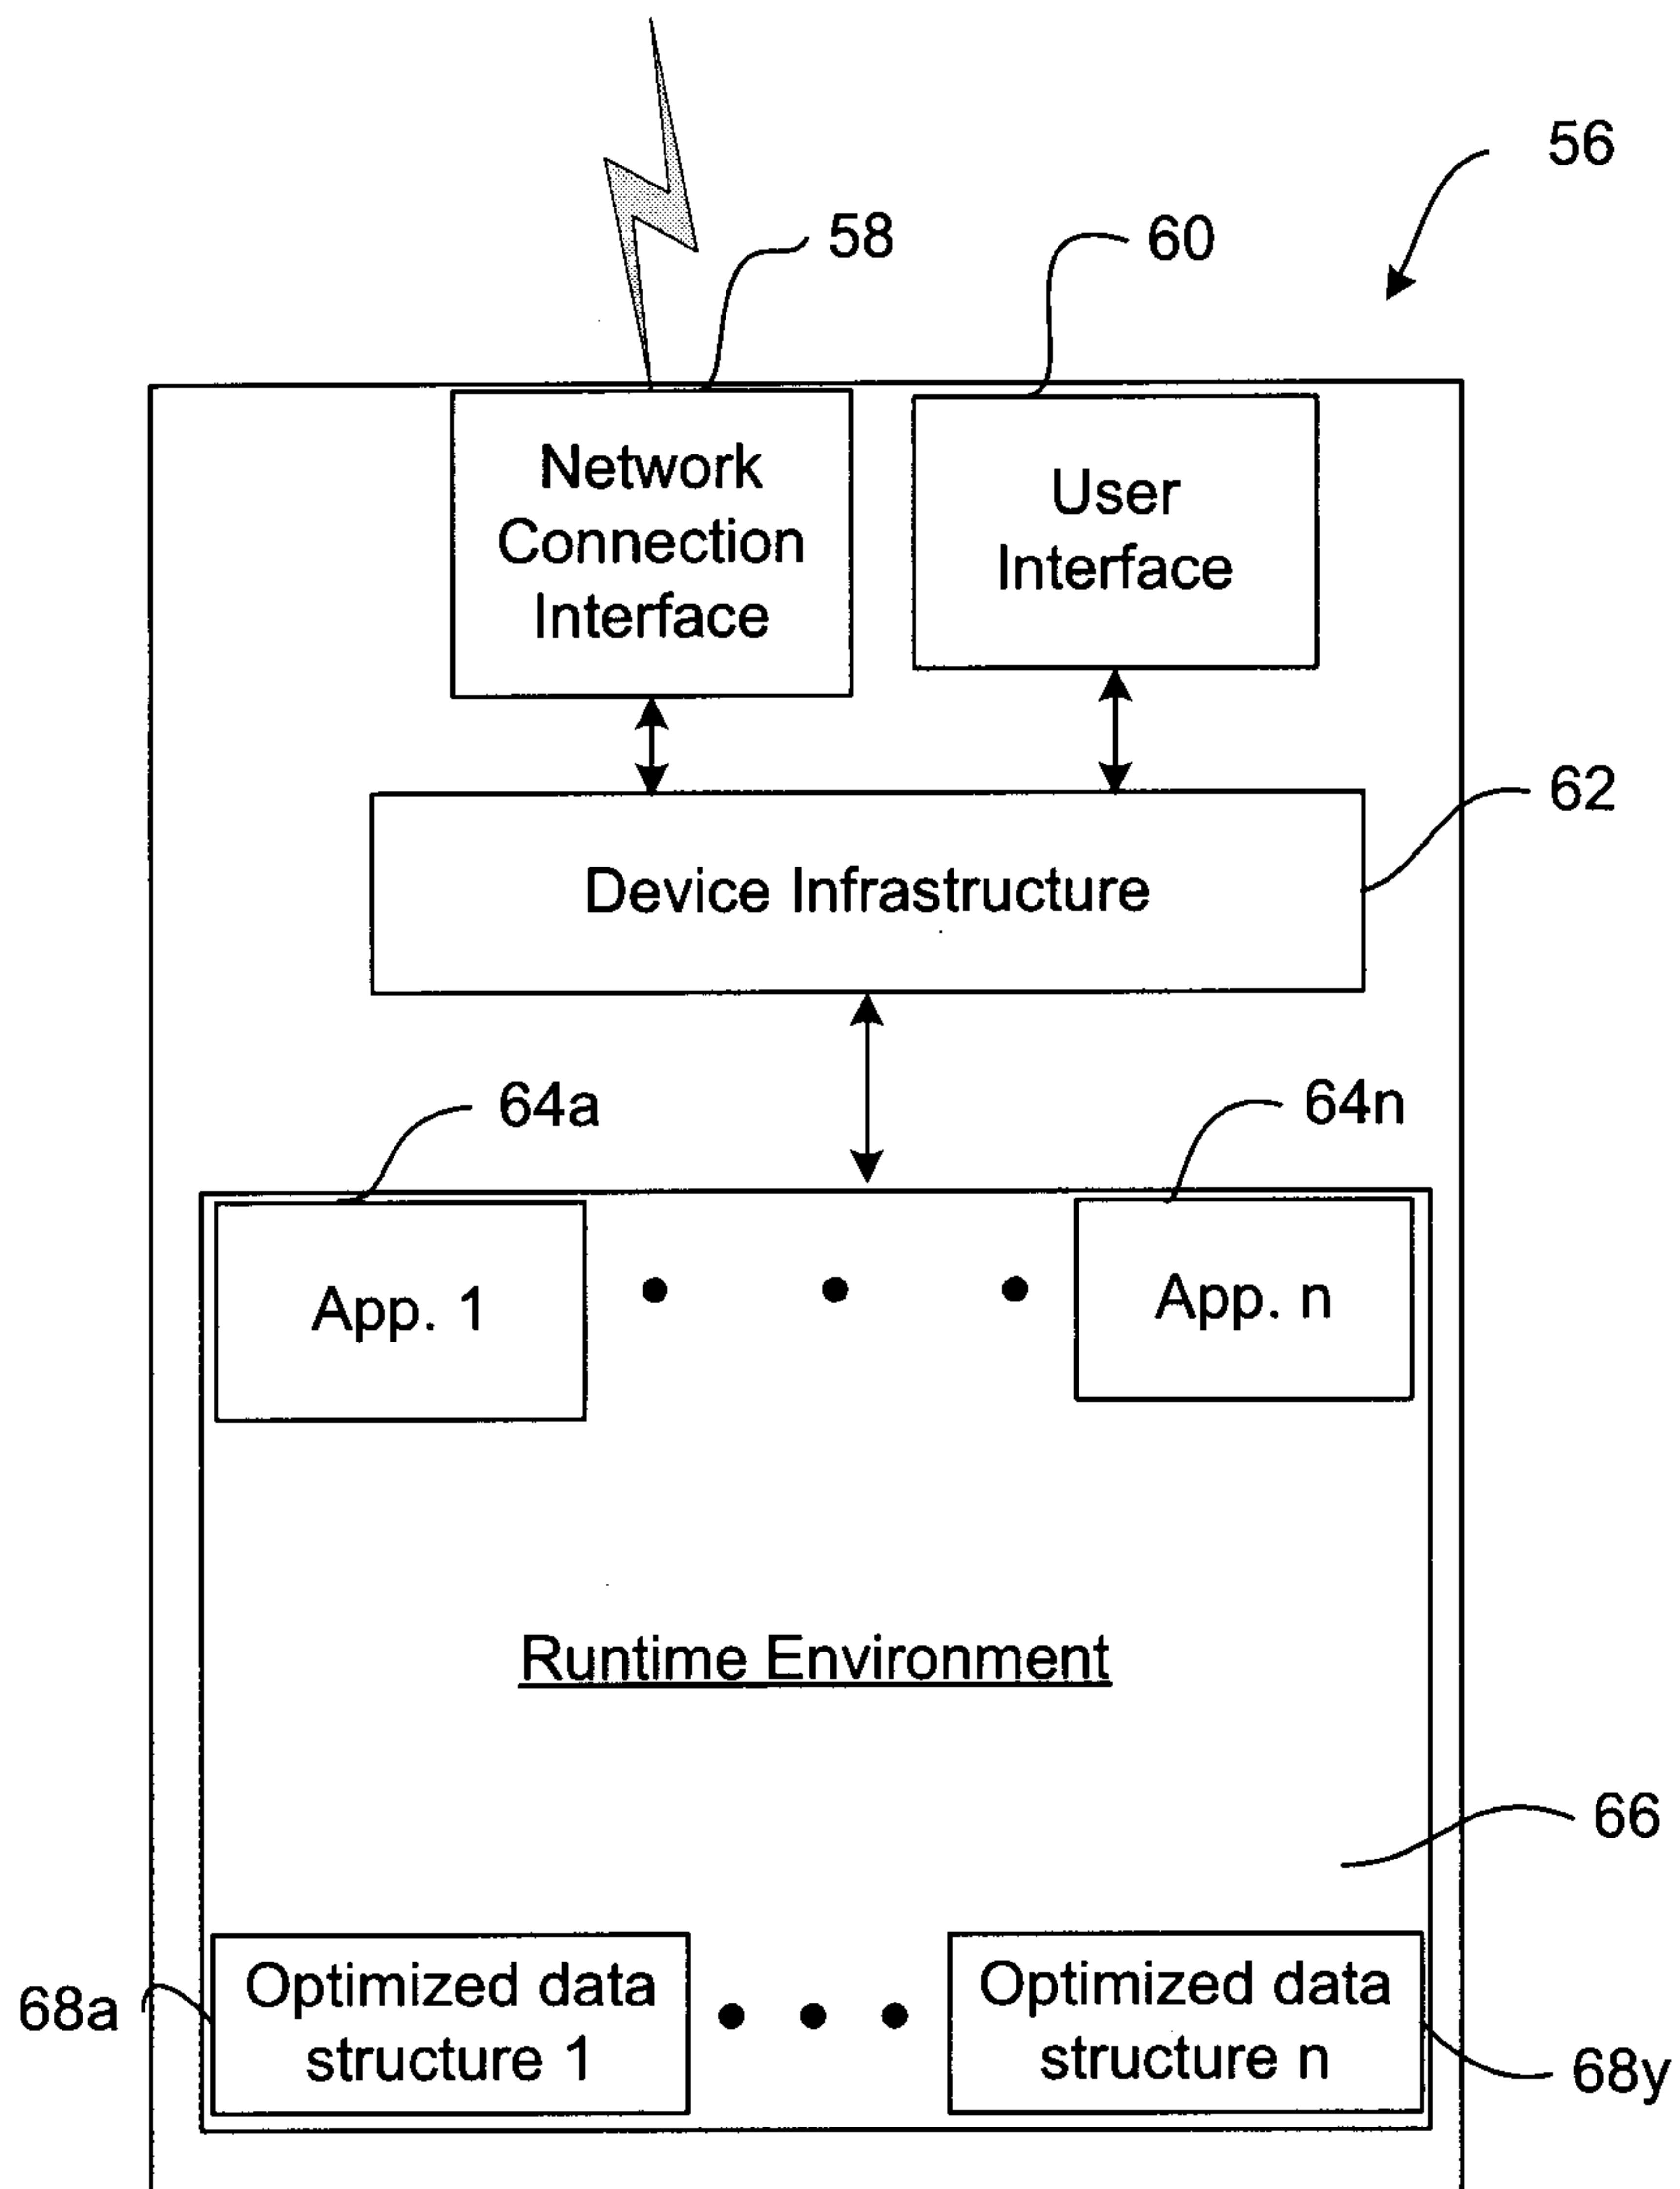 56
58
60
Network
Connection
Interface
User
Interface
62
Device Infrastructure
64a
64n
App. 1
App. n
Runtime Environment
66
68a
Optimized data
structure 1
Optimized data
structure n
68y